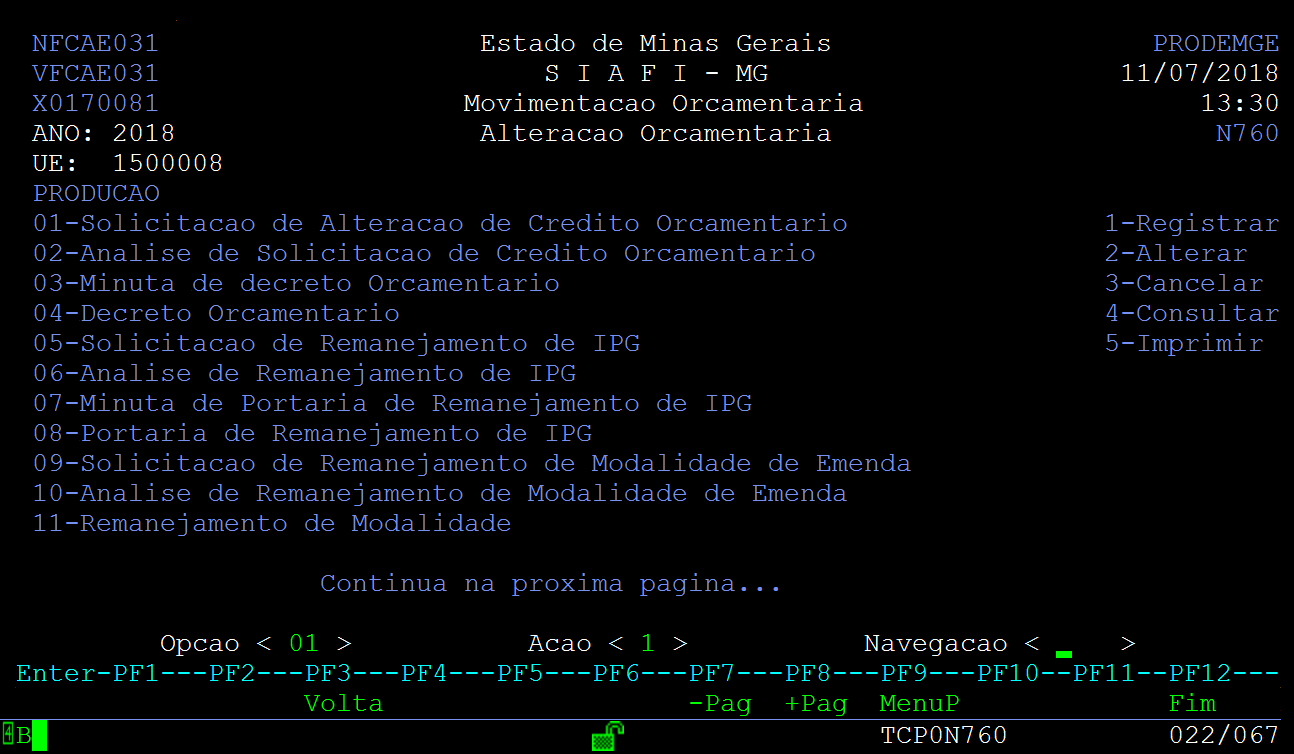 NFCAE031 Estado de Minas Gerais PRODEMGE
VFCAE031 S I A F I - MG 11/07/2018
X0170081 Movimentacao Orcamentaria 13:30
ANO: 2018 Alteracao Orcamentaria N760
UE: 1500008
PRODUCAO
01-Solicitacao de Alteracao de Credito Orcamentario 1-Registrar
02-Analise de Solicitacao de Credito Orcamentario 2-Alterar
03-Minuta de decreto Orcamentario 3-Cancelar
04-Decreto Orcamentario 4-Consultar
05-Solicitacao de Remanejamento de IPG 5-Imprimir
06-Analise de Remanejamento de IPG
07-Minuta de Portaria de Remanejamento de IPG
08-Portaria de Remanejamento de IPG
09-Solicitacao de Remanejamento de Modalidade de Emenda
10-Analise de Remanejamento de Modalidade de Emenda
11-Remanejamento de Modalidade
Continua na proxima pagina...
Opcao < 01 > Acao < 1 > Navegacao < _ >
Enter-PF1---PF2---PF3---PF4---PF5---PF6---PF7---PF8---PF9---PF10--PF11--PF12---
Volta -Pag +Pag MenuP Fim
4B TCP0N760 022/067